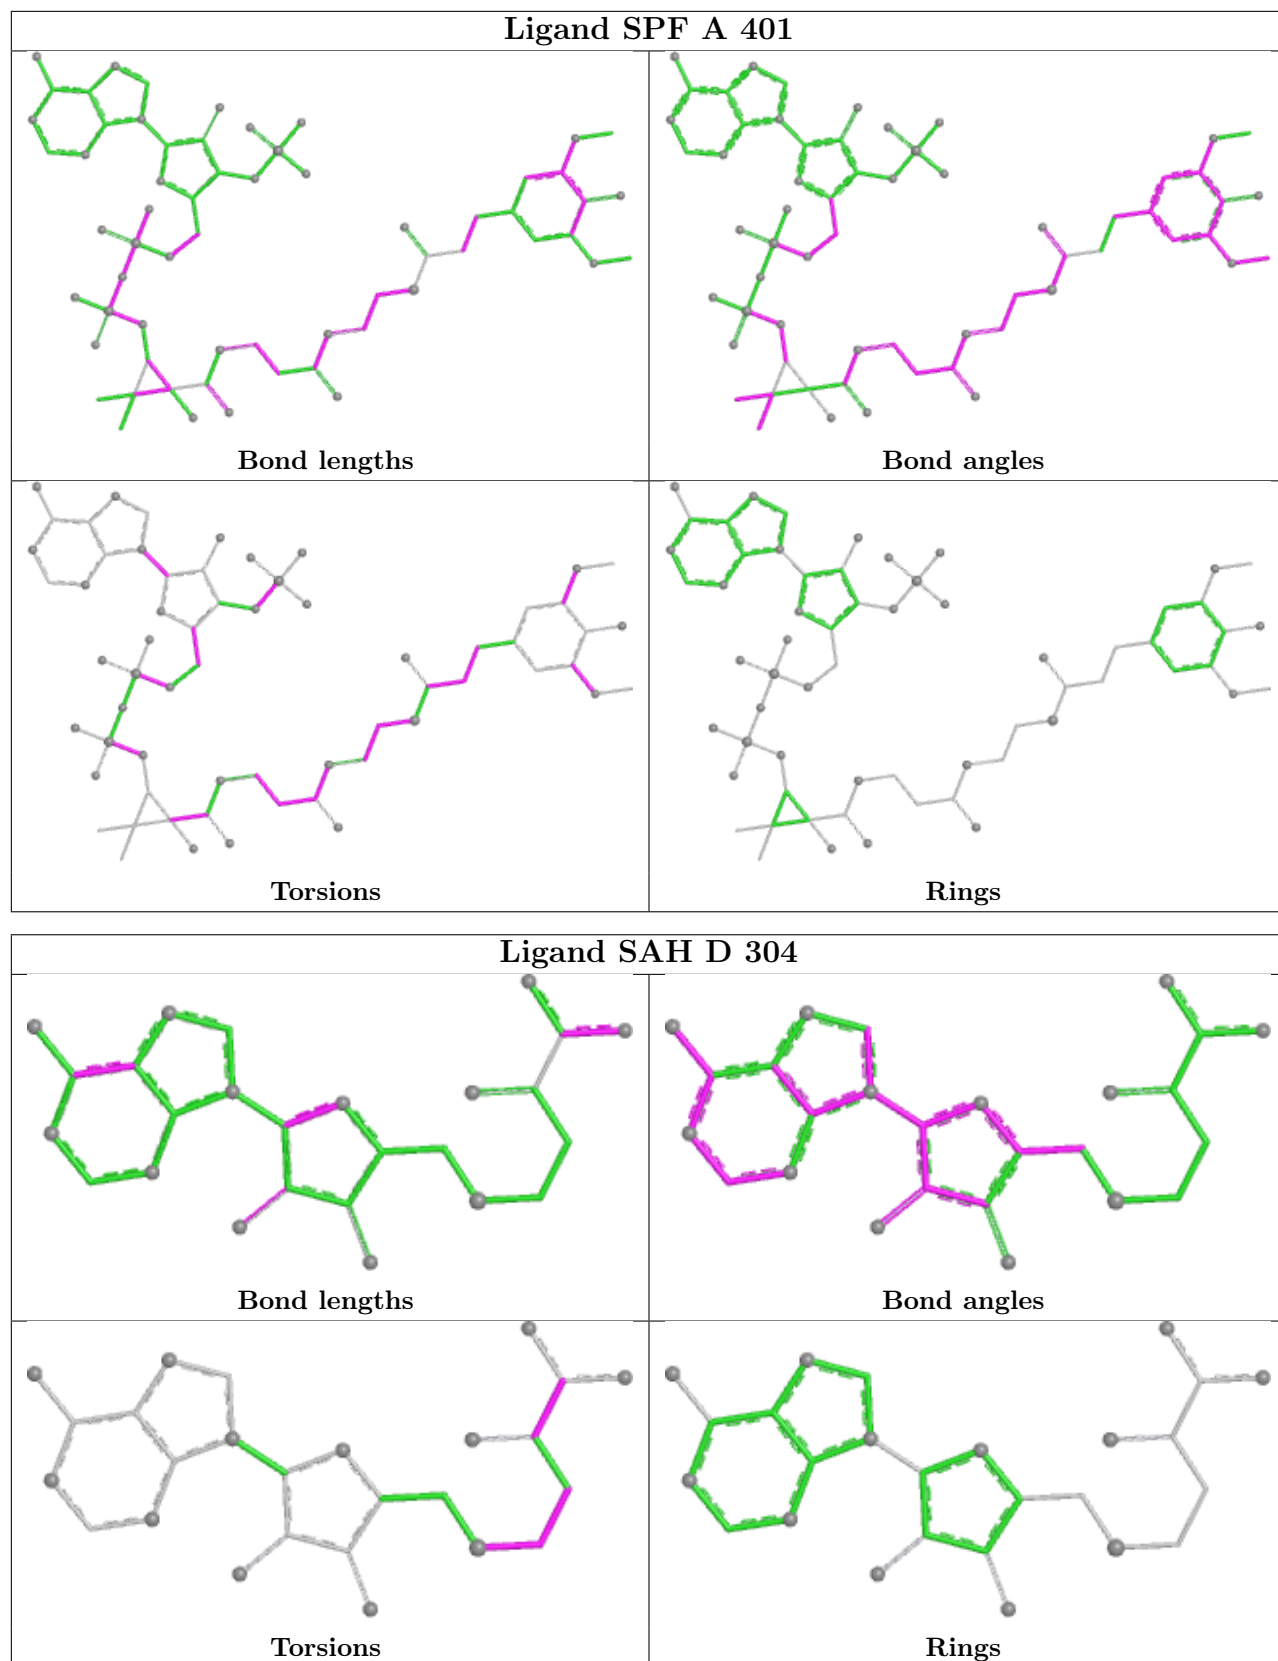 Ligand SPF A 401
Bond lengths
Bond angles
Torsions
Rings
Ligand SAH D 304
Bond lengths
Bond angles
Torsions
Rings